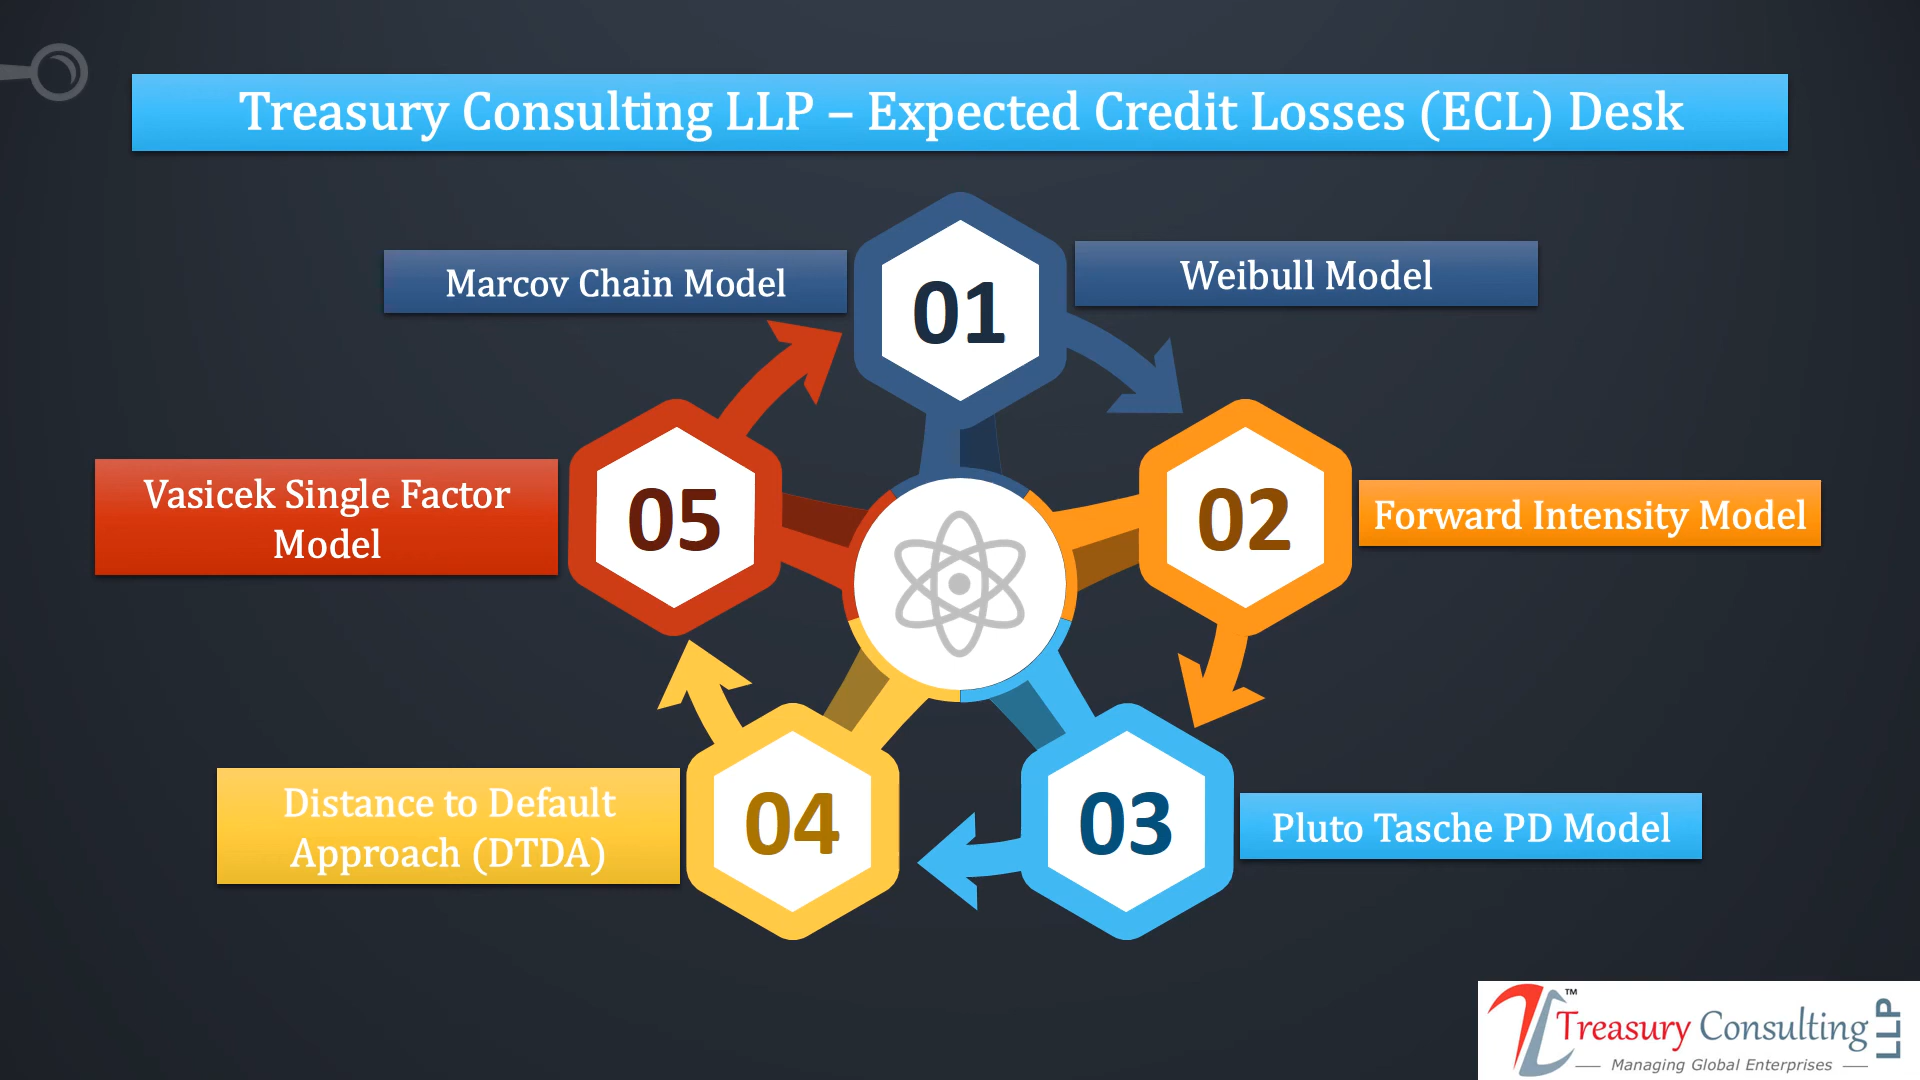 Treasury Consulting LLP – Expected Credit Losses (ECL) Desk
Marcov Chain Model
01
Weibull Model
Vasicek Single Factor
Model
05
02
Forward Intensity Model
Distance to Default
Approach (DTDA)
04
03
Pluto Tasche PD Model
TM
Treasury Consulting
LLP
Managing Global Enterprises